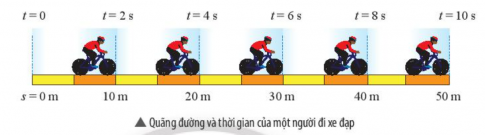 t = 0 t = 2 s t = 4 s t = 6 s t = 8 s t = 10 s
s = 0 m 10 m 20 m 30 m 40 m 50 m
▲ Quãng đường và thời gian của một người đi xe đạp